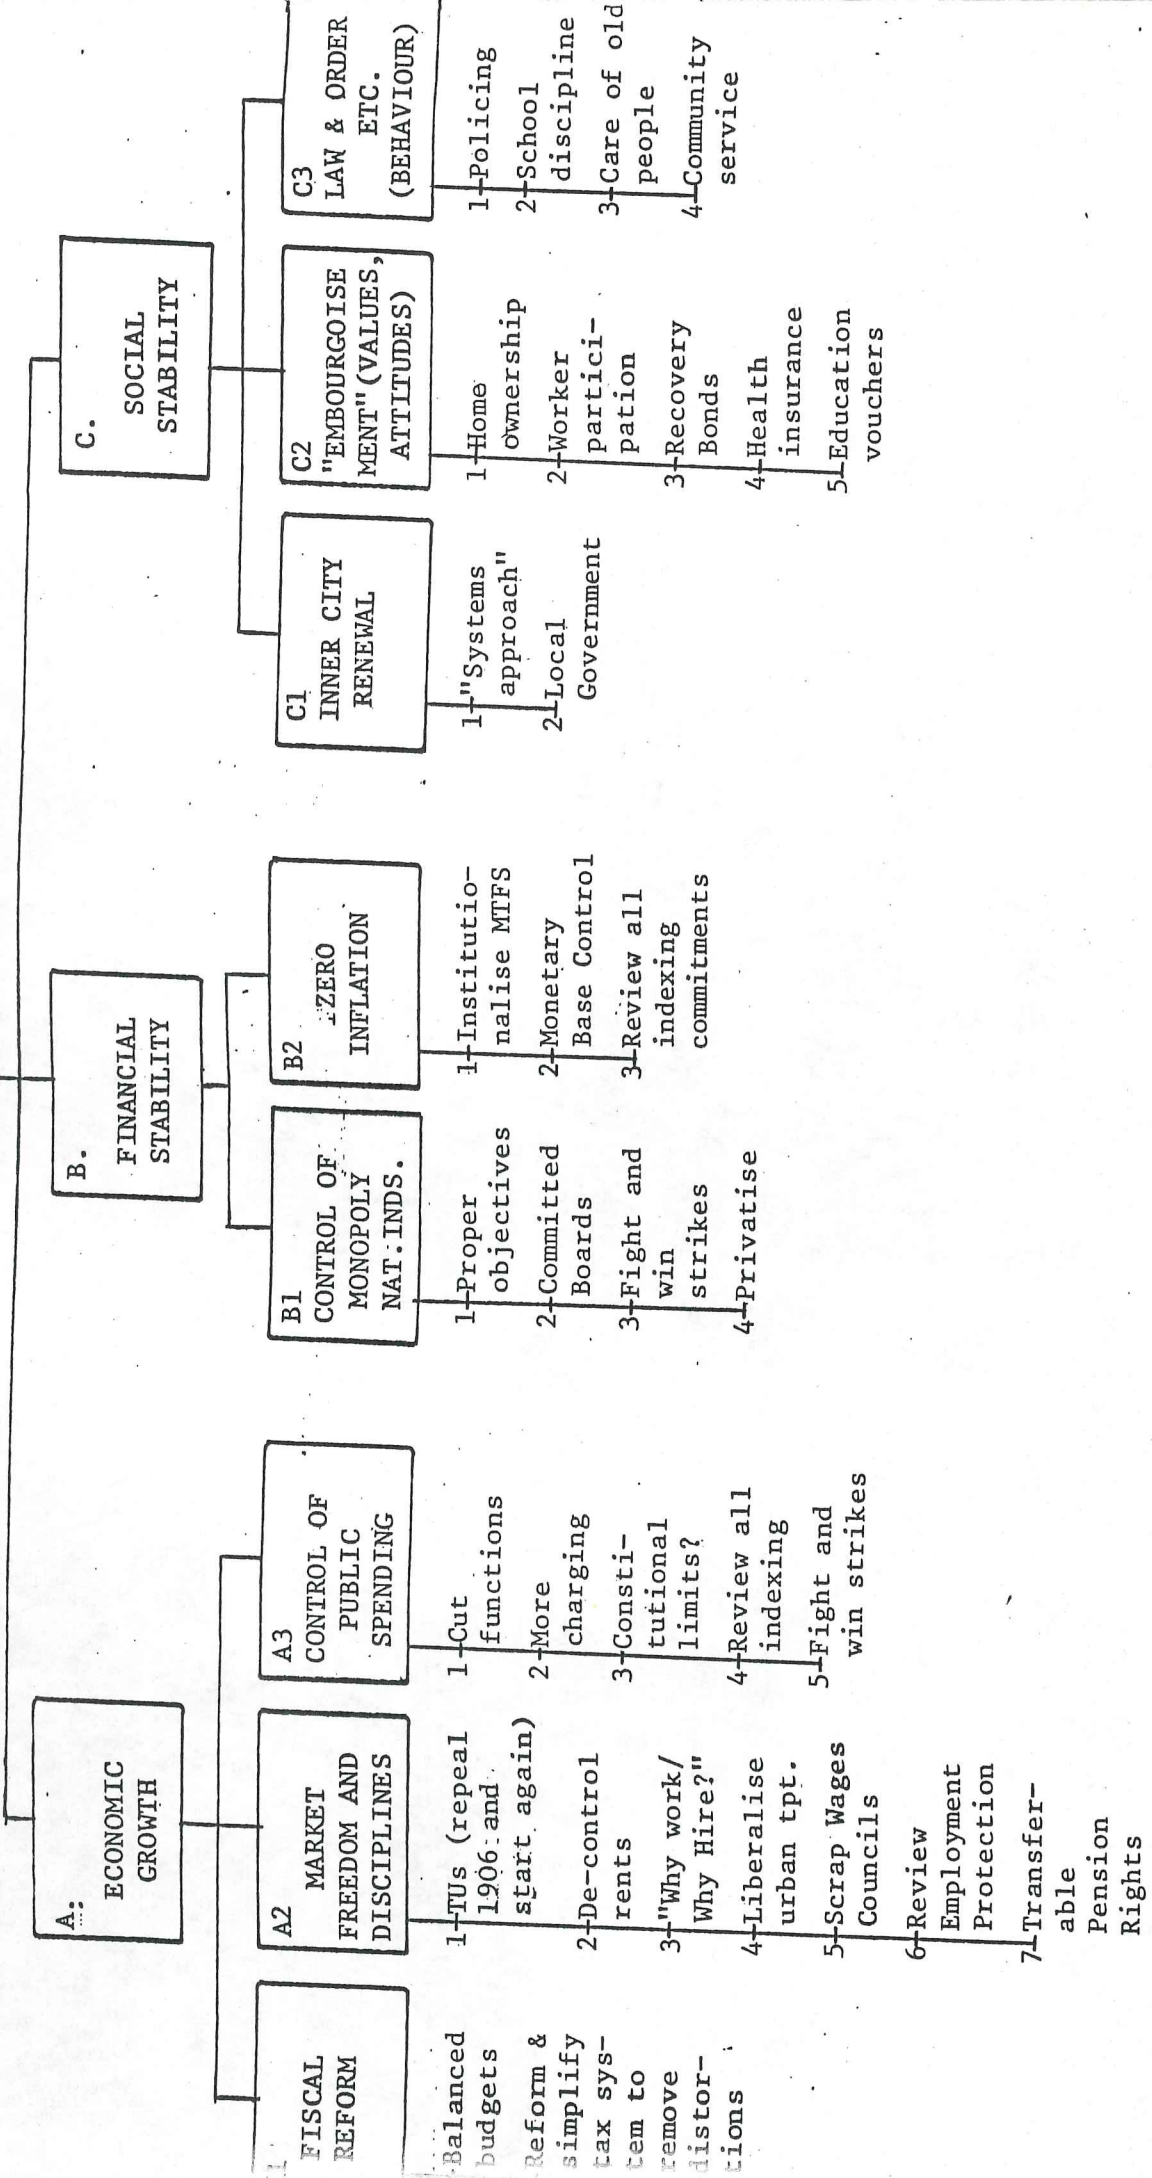 A.
ECONOMIC
GROWTH
B.
FINANCIAL
STABILITY
C.
SOCIAL
STABILITY
FISCAL
REFORM
Balanced
budgets
Reform &
simplify
tax sys-
tem to
remove
distor-
tions
A2
MARKET
FREEDOM AND
DISCIPLINES
1 TUs (repeal
1906 and
start again)
2 De-control
rents
3 "Why work/
Why Hire?"
4 Liberalise
urban tpt.
5 Scrap Wages
Councils
6 Review
Employment
Protection
7 Transfer-
able
Pension
Rights
A3
CONTROL OF
PUBLIC
SPENDING
1 Cut
functions
2 More
charging
3 Consti-
tutional
limits?
4 Review all
indexing
5 Fight and
win strikes
B1
CONTROL OF
MONOPOLY
NAT.INDS.
1 Proper
objectives
2 Committed
Boards
3 Fight and
win
strikes
4 Privatise
B2
ZERO
INFLATION
1 Institutio-
nalise MTFS
2 Monetary
Base Control
3 Review all
indexing
commitments
C1
INNER CITY
RENEWAL
1 "Systems
approach"
2 Local
Government
C2
"EMBOURGOISE
MENT"(VALUES,
ATTITUDES)
1 Home
ownership
2 Worker
partici-
pation
3 Recovery
Bonds
4 Health
insurance
5 Education
vouchers
C3
LAW & ORDER
ETC.
(BEHAVIOUR)
1 Policing
2 School
discipline
3 Care of old
people
4 Community
service